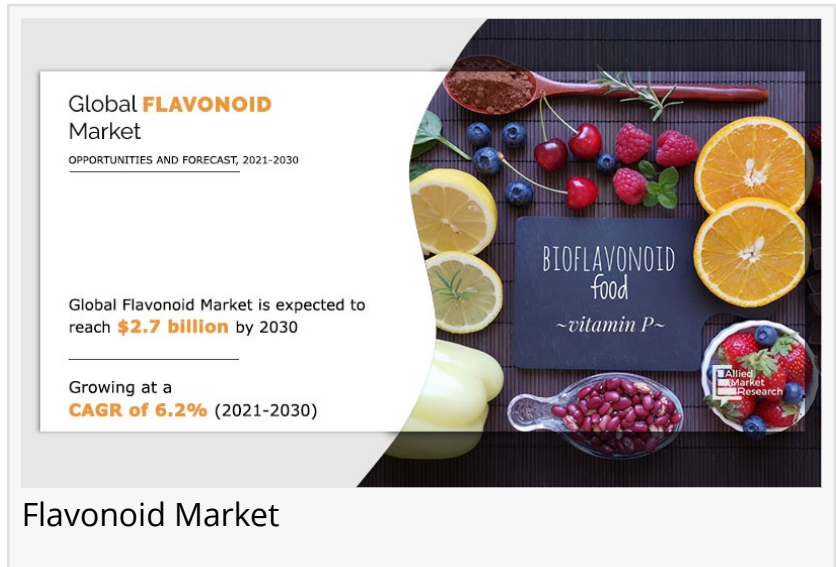 Global FLAVONOID
Market
OPPORTUNITIES AND FORECAST, 2021-2030
Global Flavonoid Market is expected to
reach $2.7 billion by 2030
Growing at a
CAGR of 6.2% (2021-2030)
BIOFLAVONOID
food
~vitamin P~
Allied
Market
Research
Flavonoid Market